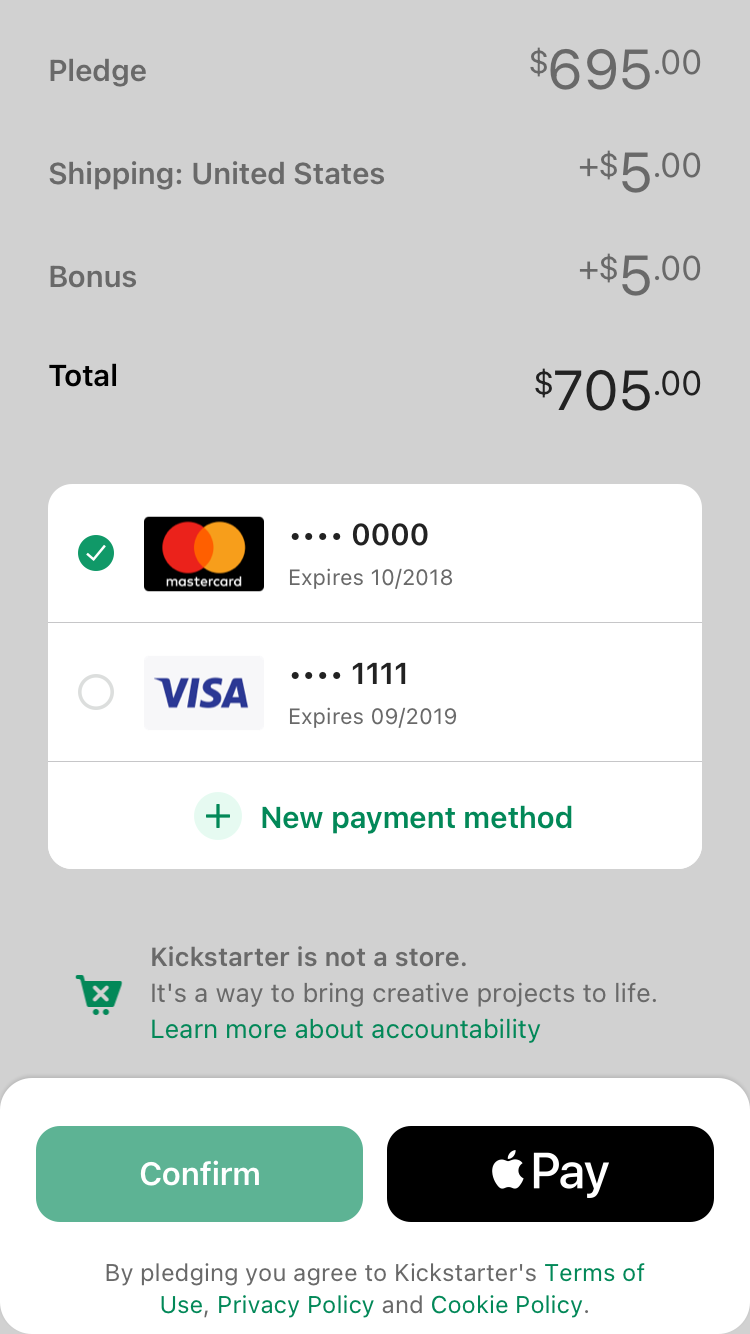 Pledge $695.00
Shipping: United States +$5.00
Bonus +$5.00
Total $705.00
mastercard
•••• 0000
Expires 10/2018
VISA
•••• 1111
Expires 09/2019
+ New payment method
Kickstarter is not a store.
It's a way to bring creative projects to life.
Learn more about accountability
Confirm
Pay
By pledging you agree to Kickstarter's Terms of
Use, Privacy Policy and Cookie Policy.